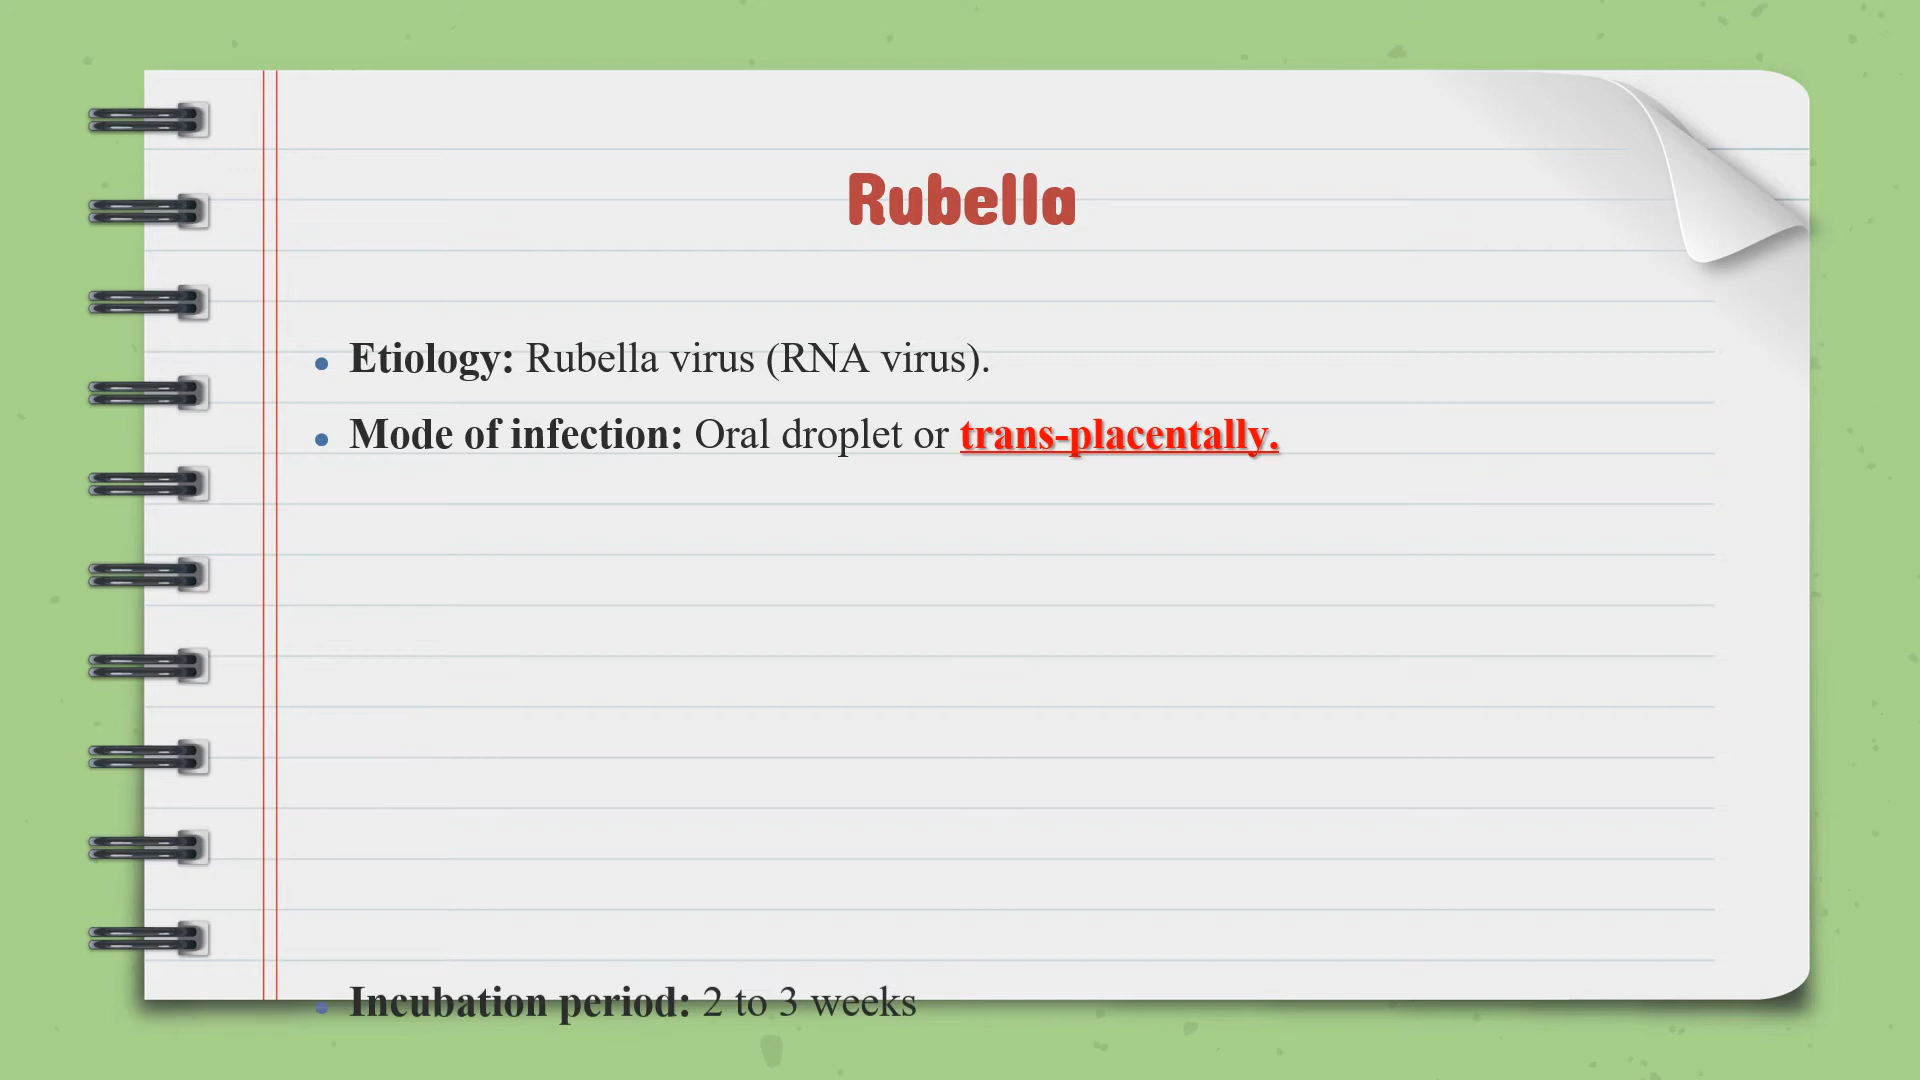 Rubella
• Etiology: Rubella virus (RNA virus).
• Mode of infection: Oral droplet or trans-placentally.
• Incubation period: 2 to 3 weeks